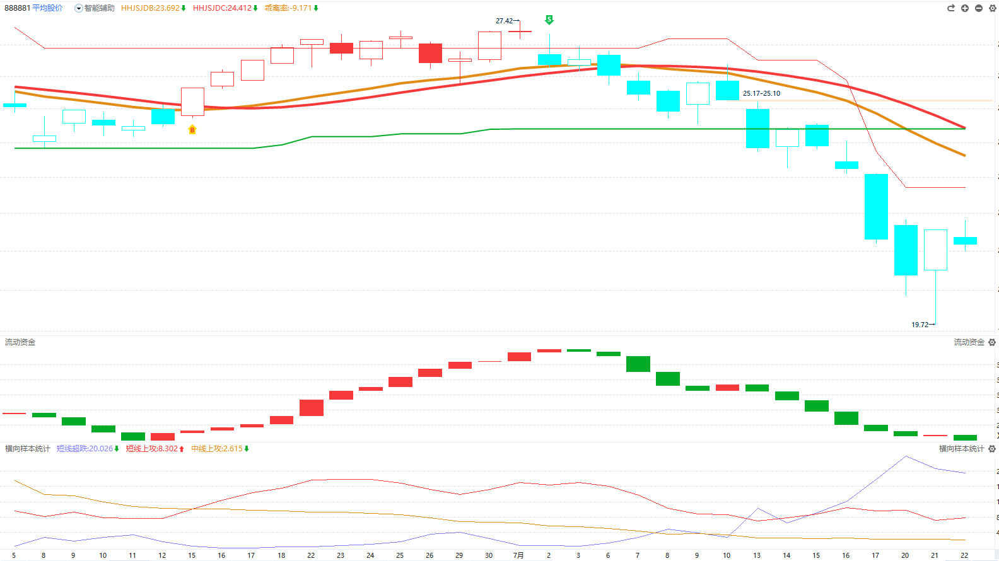 888881 平均股价 智能辅助 HHJSJDB:23.692 HHJSJDC:24.412 乖离率:-9.171
27.42→
S
25.17-25.10
B
19.72→
流动资金 流动资金
横向样本统计 短线超跌:20.026 短线上攻:8.302 中线上攻:2.615 横向样本统计
5 8 9 10 11 12 15 16 17 18 22 23 24 25 26 29 30 7月 2 3 6 7 8 9 10 13 14 15 16 17 20 21 22